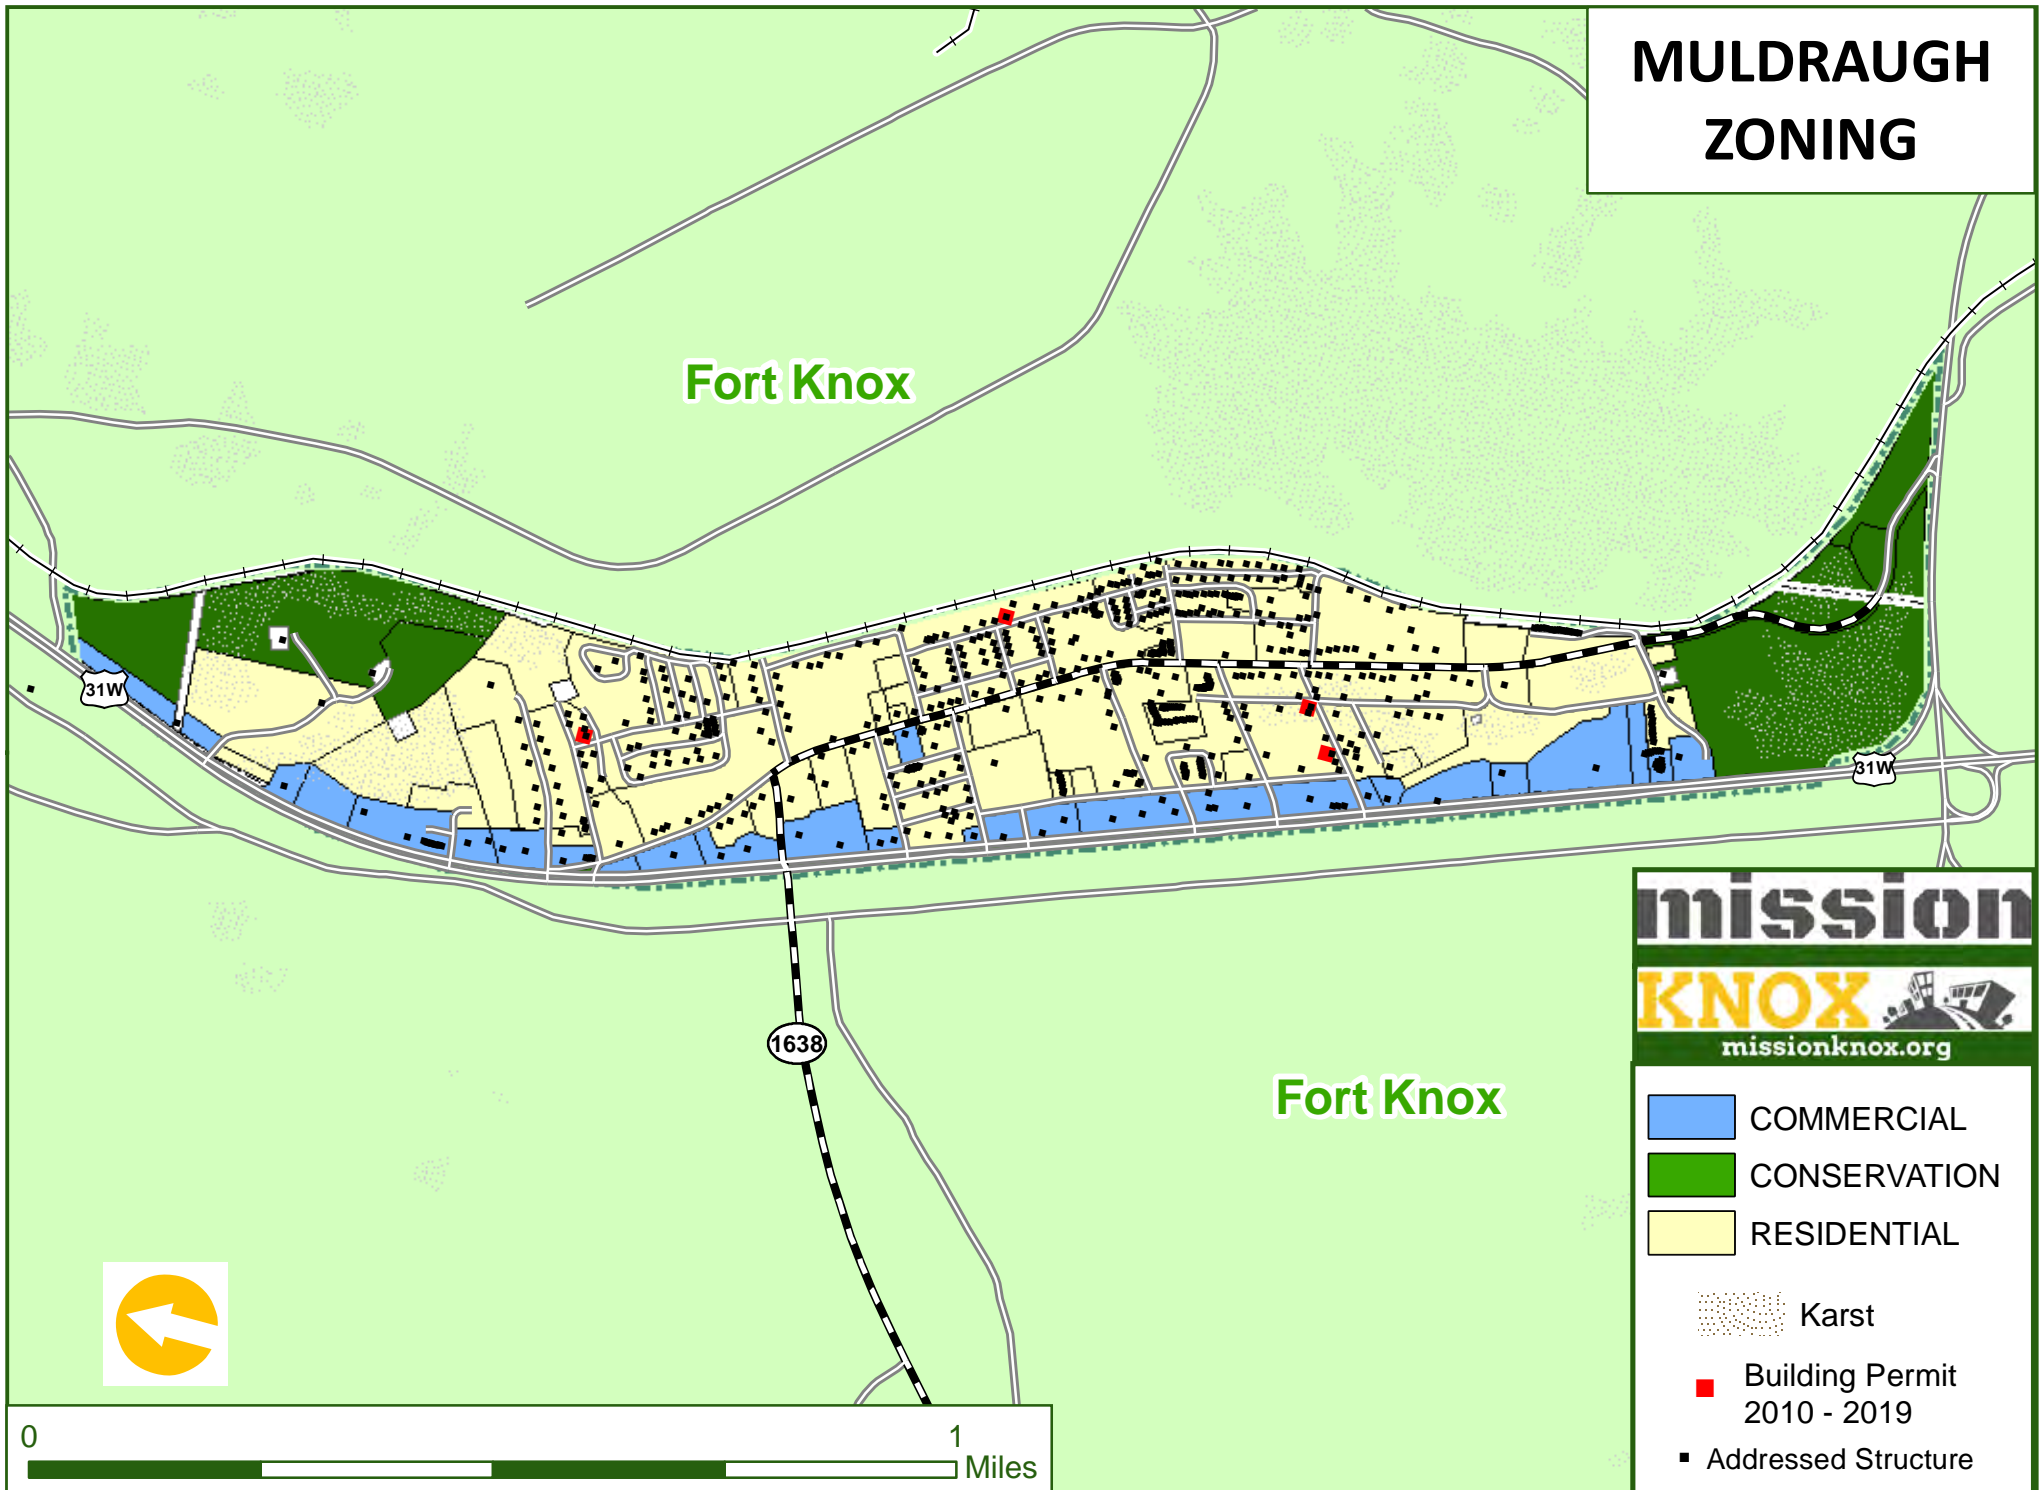 MULDRAUGH
ZONING
Fort Knox
31W
31W
1638
Fort Knox
mission
KNOX
missionknox.org
COMMERCIAL
CONSERVATION
RESIDENTIAL
Karst
Building Permit
2010 - 2019
Addressed Structure
0 1
Miles